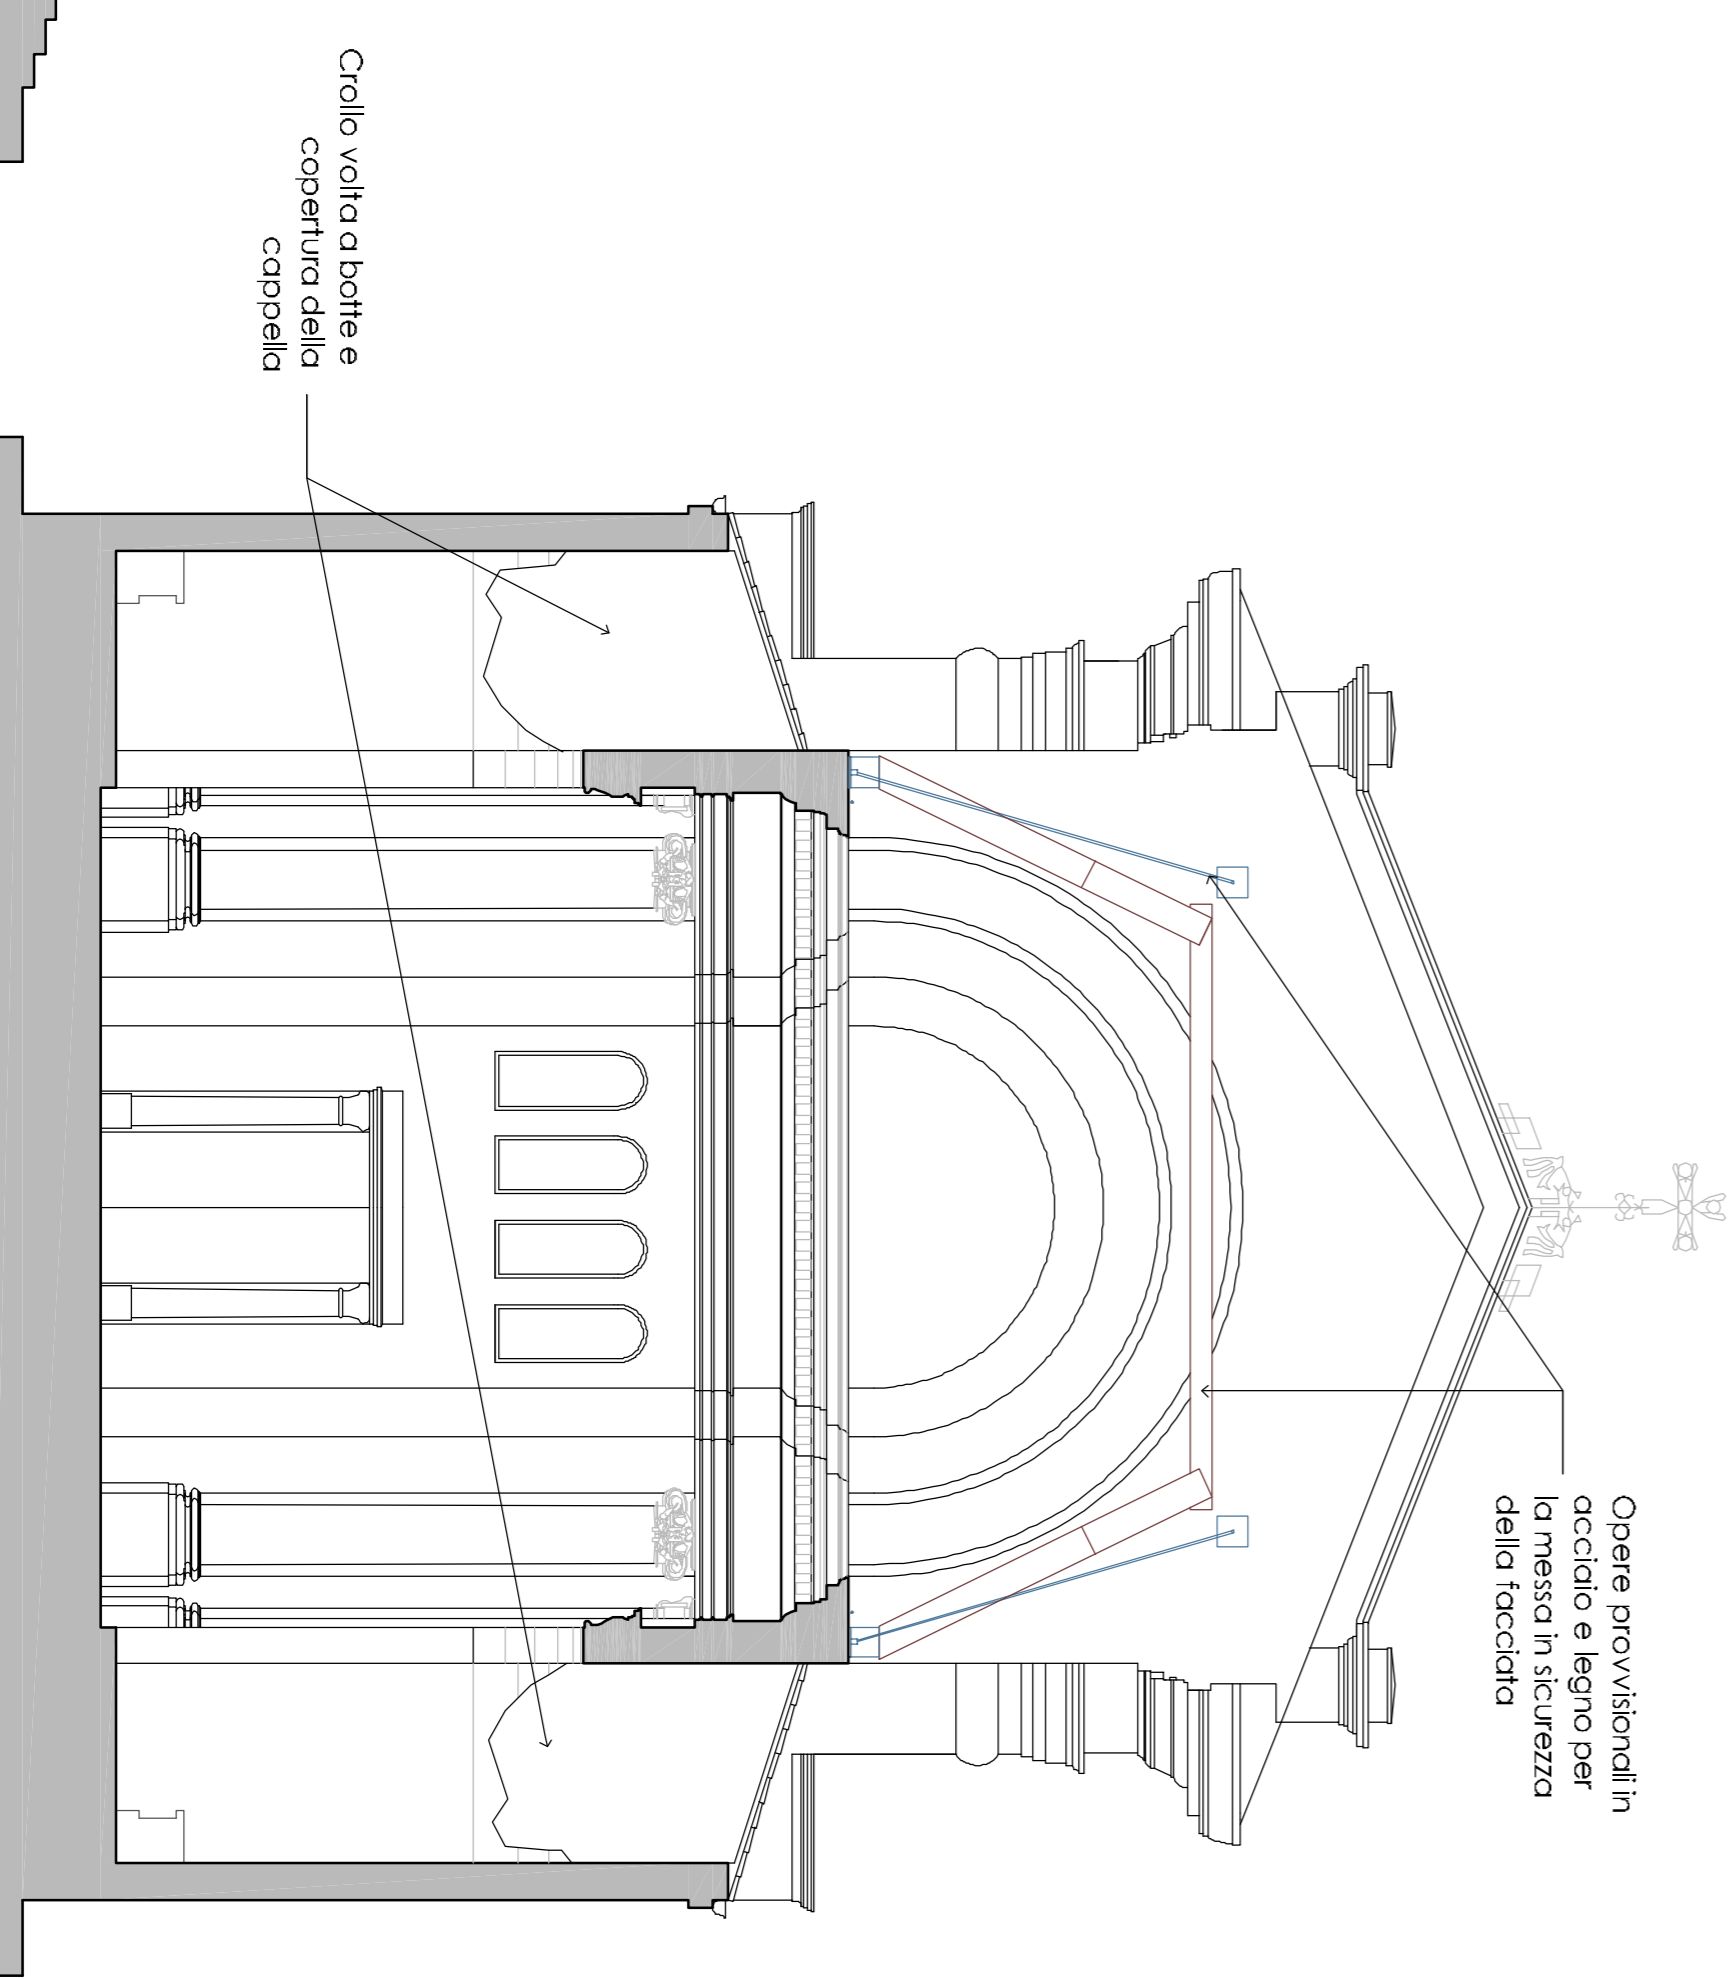 Opere provvisionali in
acciaio e legno per
la messa in sicurezza
della facciata
Crollo volta a botte e
copertura della
cappella